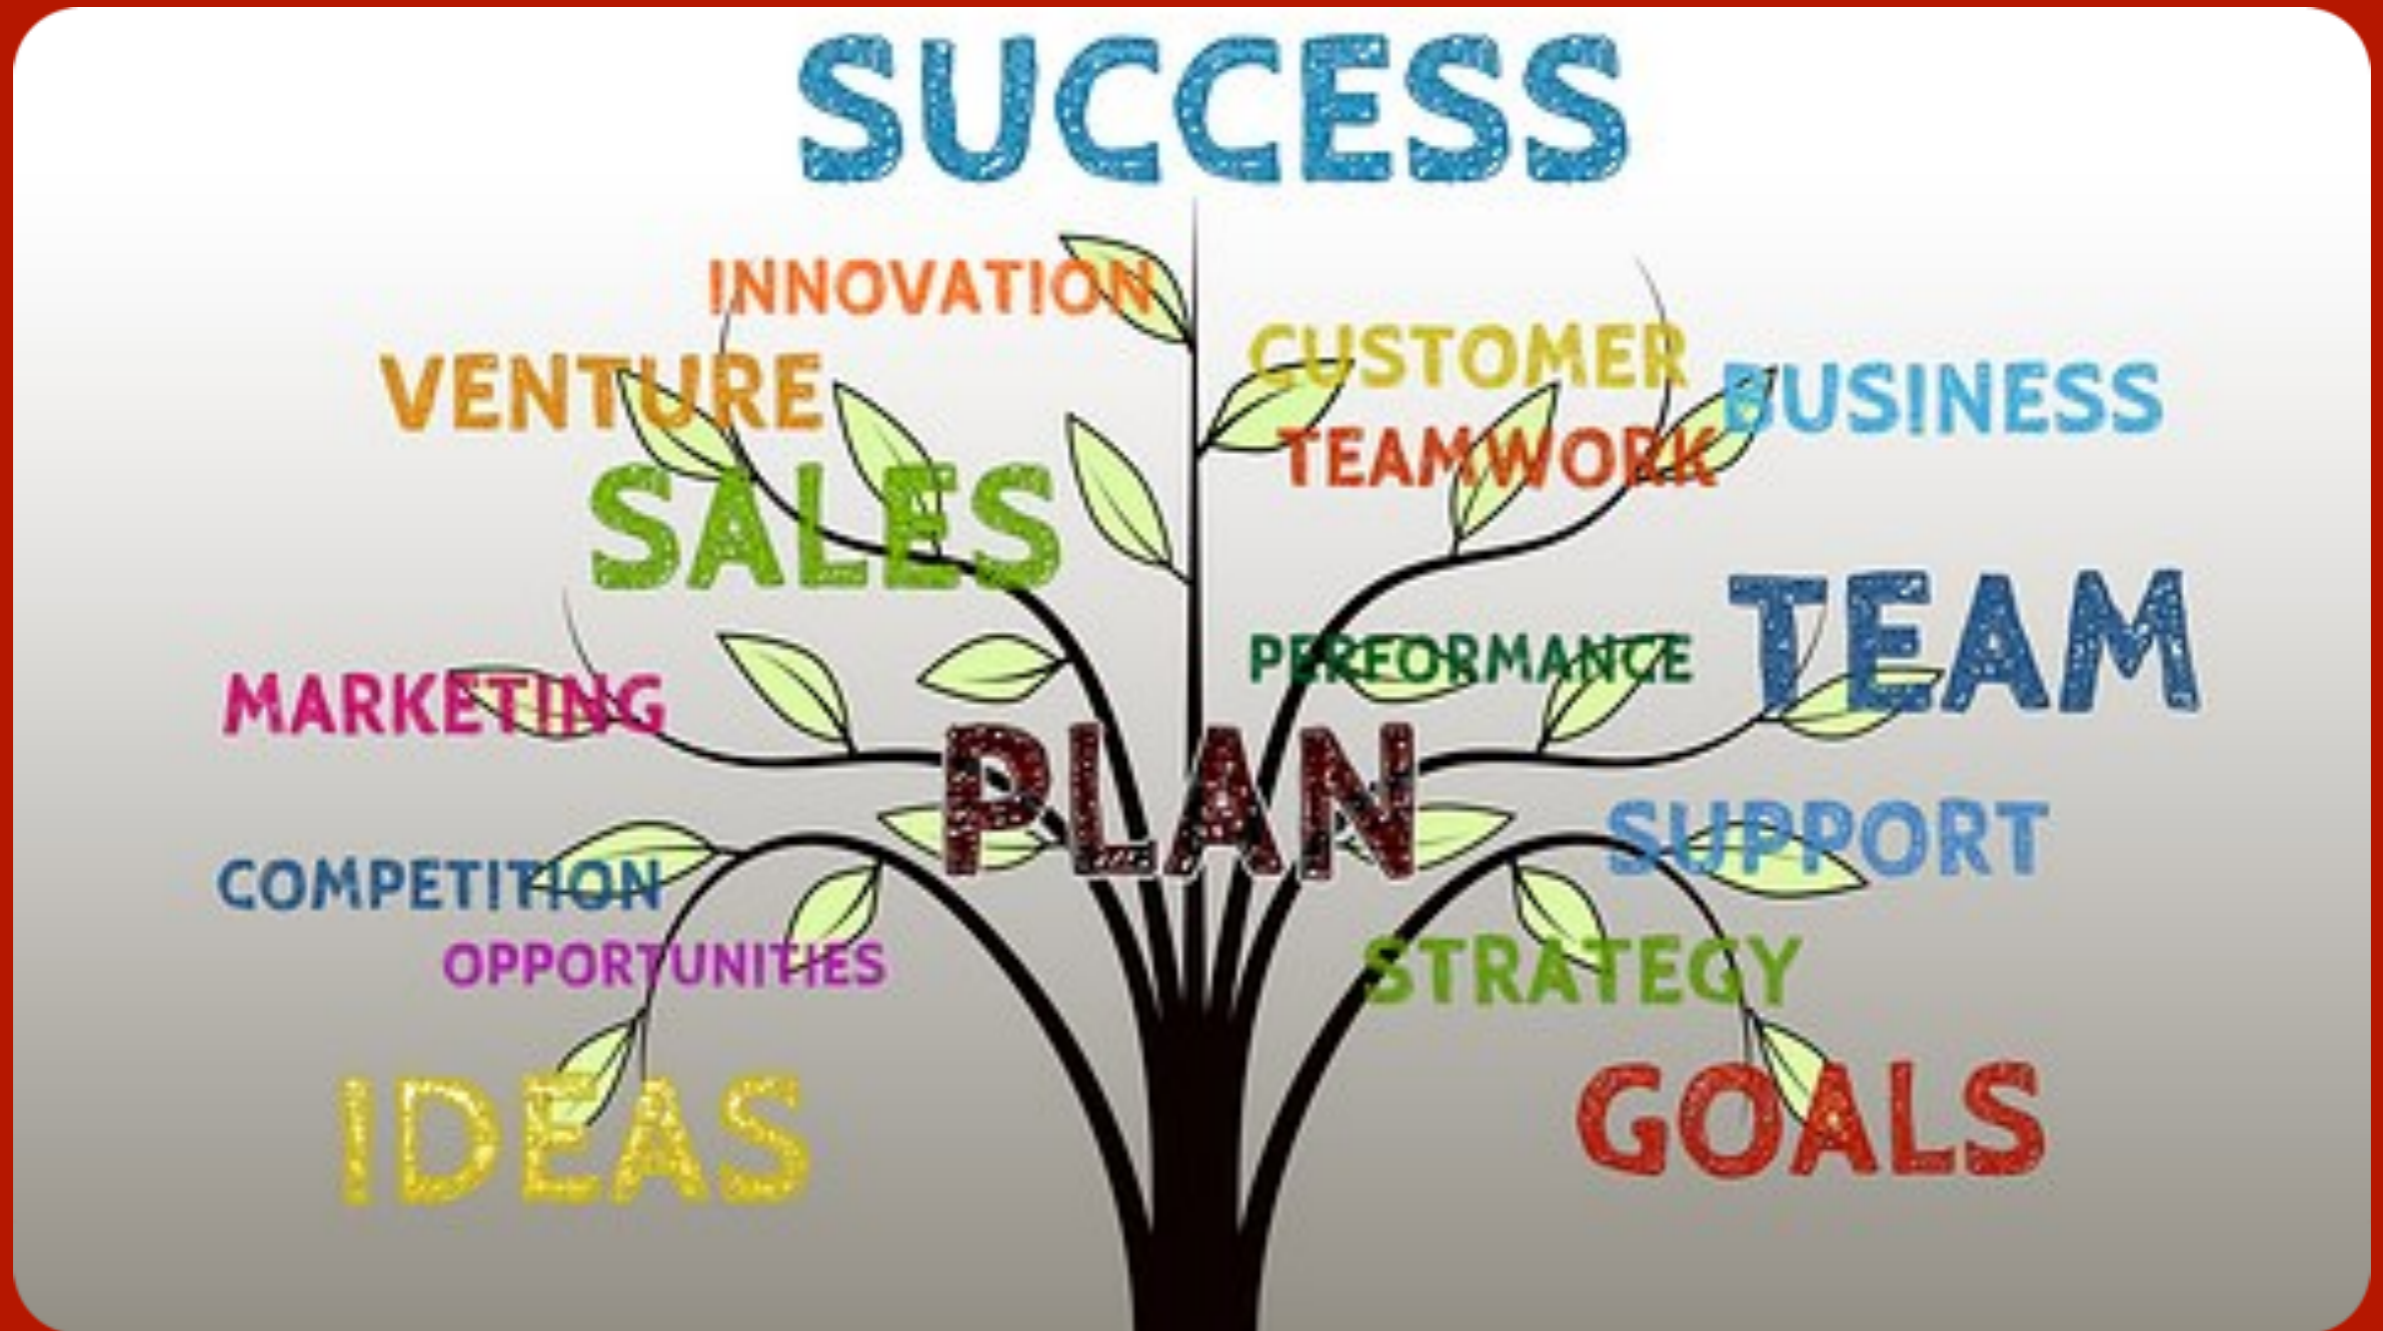 SUCCESS
INNOVATION
CUSTOMER
VENTURE
BUSINESS
TEAMWORK
SALES
TEAM
PERFORMANCE
MARKETING
PLAN
SUPPORT
COMPETITION
OPPORTUNITIES
STRATEGY
IDEAS
GOALS